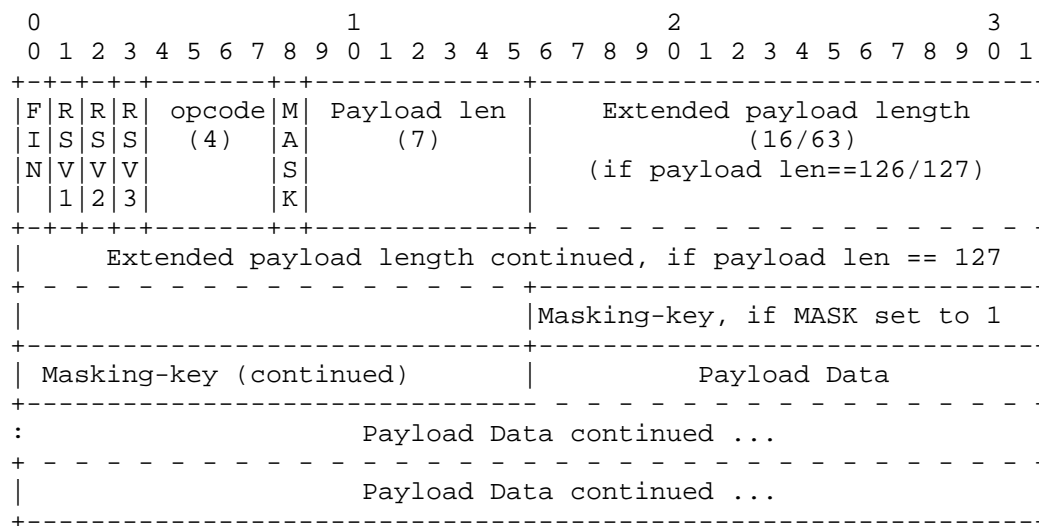 0                   1                   2                   3
 0 1 2 3 4 5 6 7 8 9 0 1 2 3 4 5 6 7 8 9 0 1 2 3 4 5 6 7 8 9 0 1
+-+-+-+-+-------+-+-------------+-------------------------------
|F|R|R|R| opcode|M| Payload len |    Extended payload length
|I|S|S|S|  (4)  |A|     (7)     |             (16/63)
|N|V|V|V|       |S|             |   (if payload len==126/127)
| |1|2|3|       |K|             |
+-+-+-+-+-------+-+-------------+ - - - - - - - - - - - - - - - -
|     Extended payload length continued, if payload len == 127
+ - - - - - - - - - - - - - - - +-------------------------------
|                               |Masking-key, if MASK set to 1
+-------------------------------+-------------------------------
| Masking-key (continued)       |          Payload Data
+-------------------------------- - - - - - - - - - - - - - - - -
:                     Payload Data continued ...
+ - - - - - - - - - - - - - - - - - - - - - - - - - - - - - - - -
|                     Payload Data continued ...
+---------------------------------------------------------------